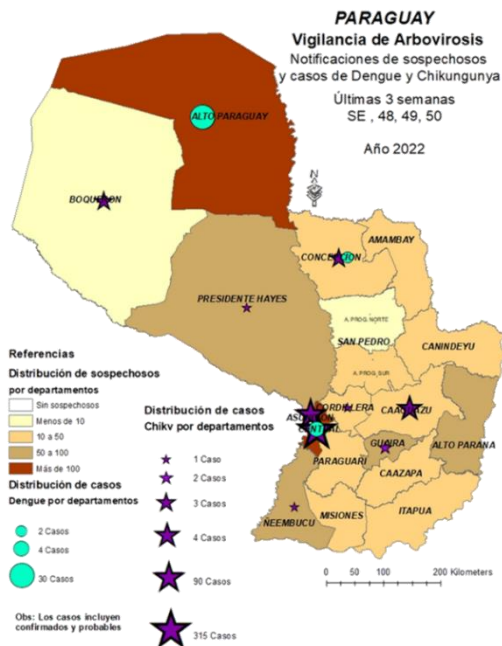 PARAGUAY
Vigilancia de Arbovirosis
Notificaciones de sospechosos
y casos de Dengue y Chikungunya
Últimas 3 semanas
SE , 48, 49, 50
Año 2022
N
ALTO PARAGUAY
BOQUERON
CONCEPCION
AMAMBAY
PRESIDENTE HAYES
A. PROG. NORTE
SAN PEDRO
CANINDEYU
A. PROG. SUR
CORDILLERA
CAAGUAZU
ASUNCION
CENTRAL
GUAIRA
ALTO PARANA
PARAGUARI
CAAZAPA
ÑEEMBUCU
MISIONES
ITAPUA
0 50 100 200 Kilometers
Referencias
Distribución de sospechosos
por departamentos
Sin sospechosos
Menos de 10
10 a 50
50 a 100
Más de 100
Distribución de casos
Dengue por departamentos
2 Casos
4 Casos
30 Casos
Obs: Los casos incluyen
confirmados y probables
Distribución de casos
Chikv por departamentos
1 Caso
2 Casos
3 Casos
4 Casos
90 Casos
315 Casos